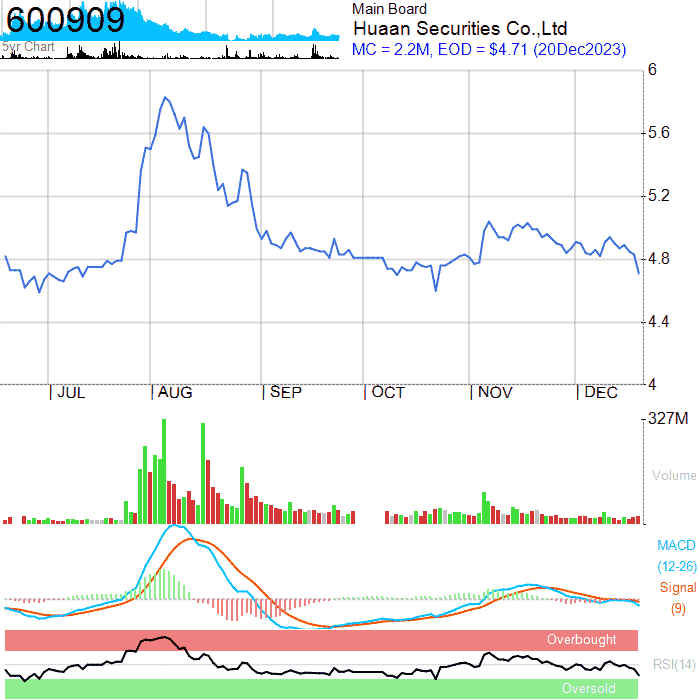 600909
5yr Chart
Main Board
Huaan Securities Co.,Ltd
MC = 2.2M, EOD = $4.71 (20Dec2023)
6
5.6
5.2
4.8
4.4
4
JUL
AUG
SEP
OCT
NOV
DEC
327M
Volume
MACD
(12-26)
Signal
(9)
Overbought
RSI(14)
Oversold